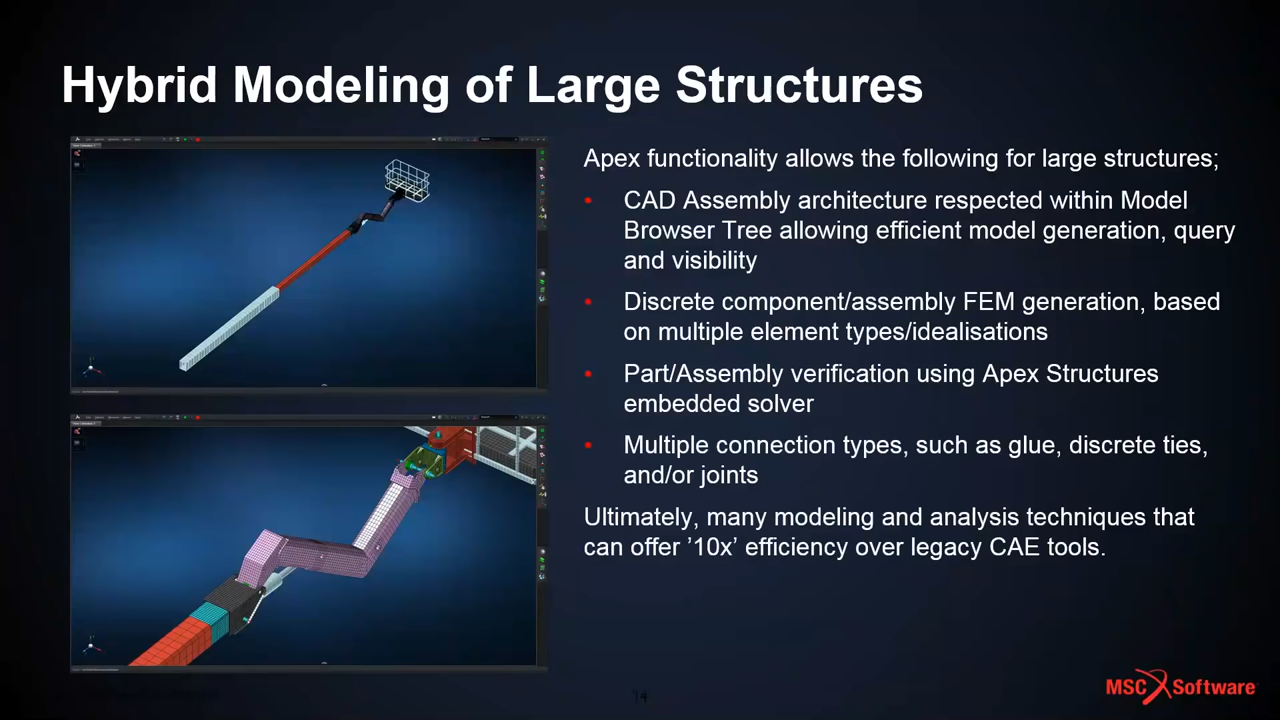 Hybrid Modeling of Large Structures
Apex functionality allows the following for large structures;
• CAD Assembly architecture respected within Model
Browser Tree allowing efficient model generation, query
and visibility
• Discrete component/assembly FEM generation, based
on multiple element types/idealisations
• Part/Assembly verification using Apex Structures
embedded solver
• Multiple connection types, such as glue, discrete ties,
and/or joints
Ultimately, many modeling and analysis techniques that
can offer ’10x’ efficiency over legacy CAE tools.
14
MSC Software